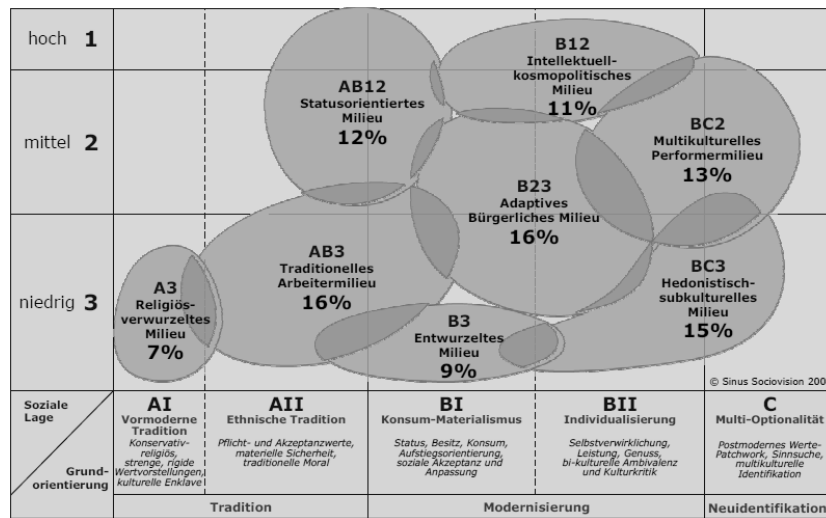 hoch 1
mittel 2
niedrig 3
B12
Intellektuell-
kosmopolitisches
Milieu
11%
AB12
Statusorientiertes
Milieu
12%
BC2
Multikulturelles
Performermilieu
13%
B23
Adaptives
Bürgerliches Milieu
16%
AB3
Traditionelles
Arbeitermilieu
16%
A3
Religiös-
verwurzeltes
Milieu
7%
BC3
Hedonistisch-
subkulturelles
Milieu
15%
B3
Entwurzeltes
Milieu
9%
© Sinus Sociovision 200
Soziale
Lage
Grund-
orientierung
AI
Vormoderne
Tradition
Konservativ-
religiös,
strenge, rigide
Wertvorstellungen,
kulturelle Enklave
AII
Ethnische Tradition
Pflicht- und Akzeptanzwerte,
materielle Sicherheit,
traditionelle Moral
BI
Konsum-Materialismus
Status, Besitz, Konsum,
Aufstiegsorientierung,
soziale Akzeptanz und
Anpassung
BII
Individualisierung
Selbstverwirklichung,
Leistung, Genuss,
bi-kulturelle Ambivalenz
und Kulturkritik
C
Multi-Optionalität
Postmodernes Werte-
Patchwork, Sinnsuche,
multikulturelle
Identifikation
Tradition
Modernisierung
Neuidentifikation